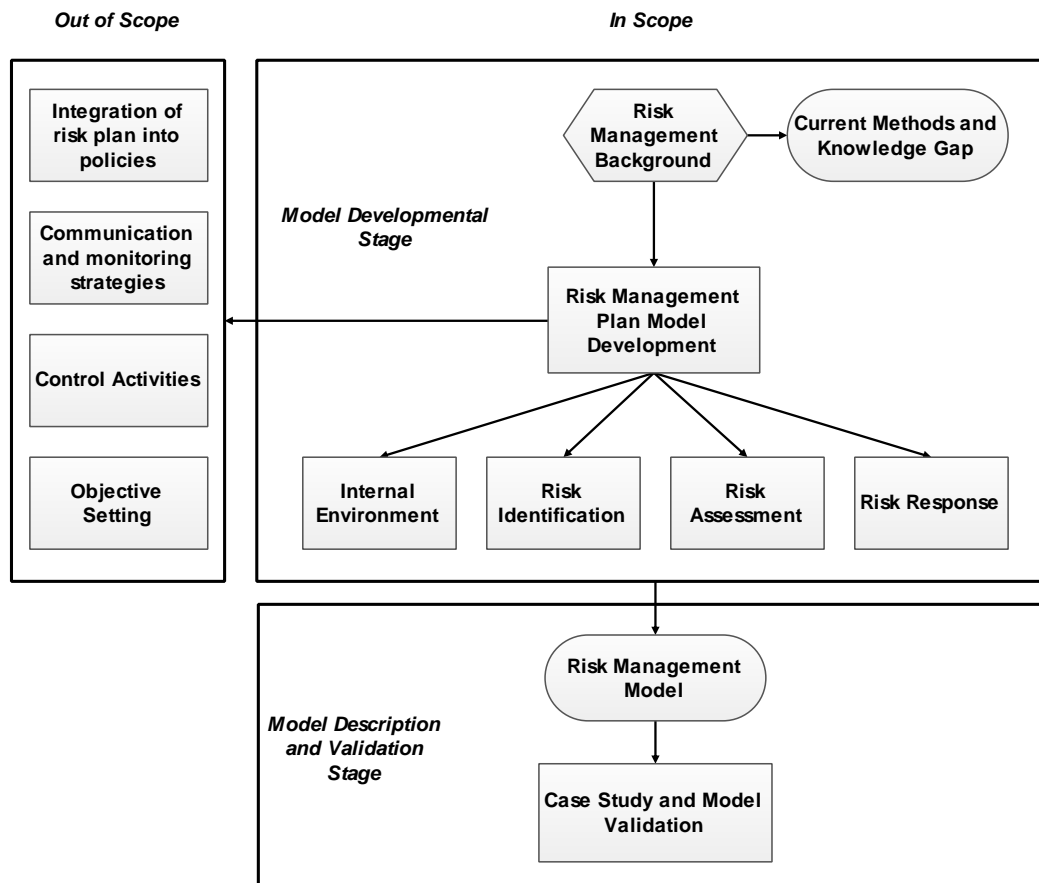 Out of Scope
In Scope
Integration of
risk plan into
policies
Communication
and monitoring
strategies
Control Activities
Objective
Setting
Risk
Management
Background
Current Methods and
Knowledge Gap
Model Developmental
Stage
Risk Management
Plan Model
Development
Internal
Environment
Risk
Identification
Risk
Assessment
Risk Response
Risk Management
Model
Model Description
and Validation
Stage
Case Study and Model
Validation